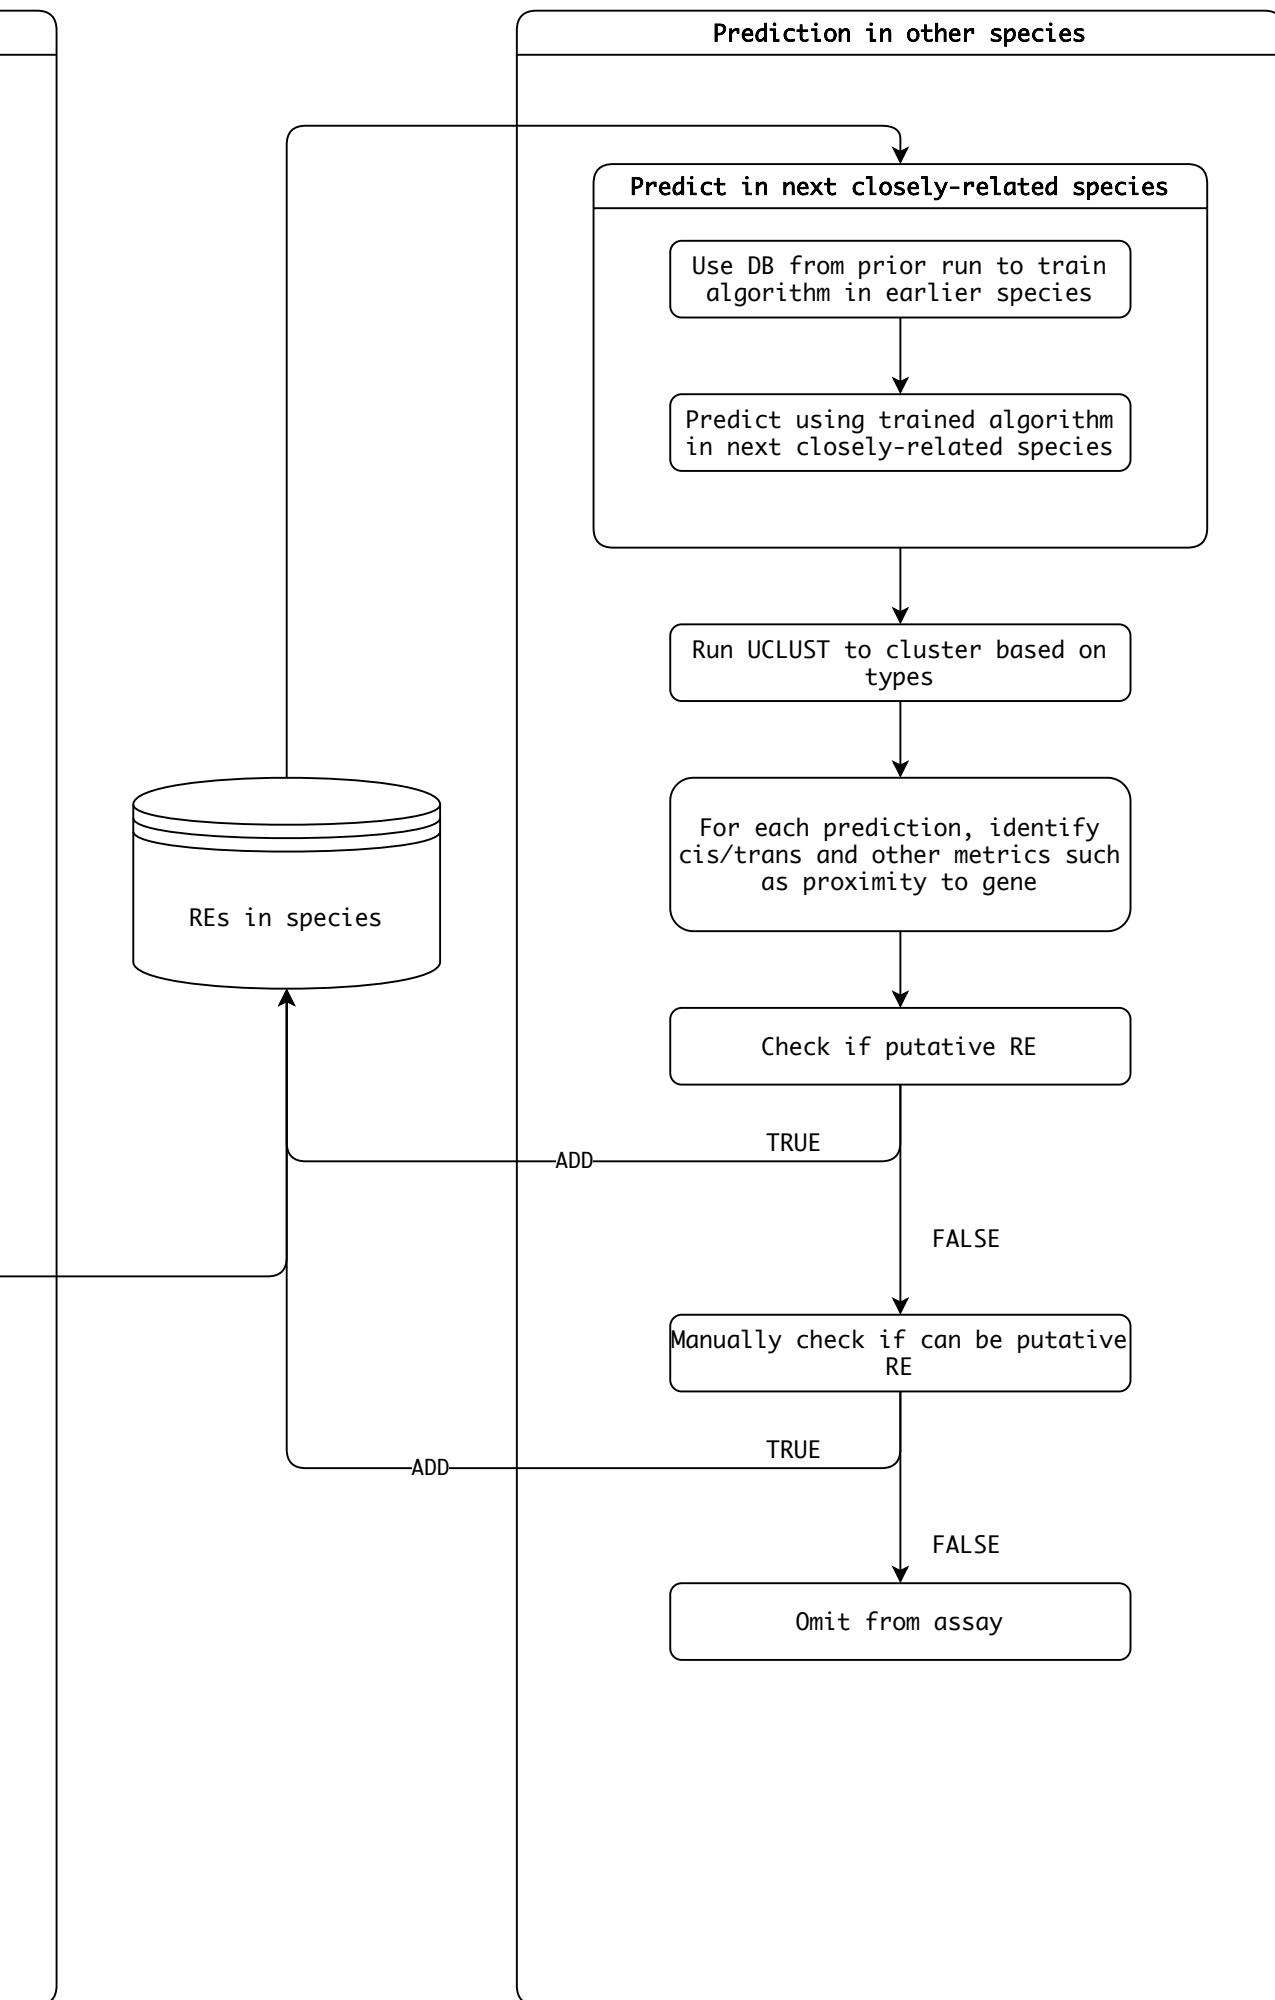 Prediction in other species
Predict in next closely-related species
Use DB from prior run to train
algorithm in earlier species
Predict using trained algorithm
in next closely-related species
Run UCLUST to cluster based on
types
For each prediction, identify
cis/trans and other metrics such
as proximity to gene
REs in species
Check if putative RE
TRUE
ADD
FALSE
Manually check if can be putative
RE
TRUE
ADD
FALSE
Omit from assay